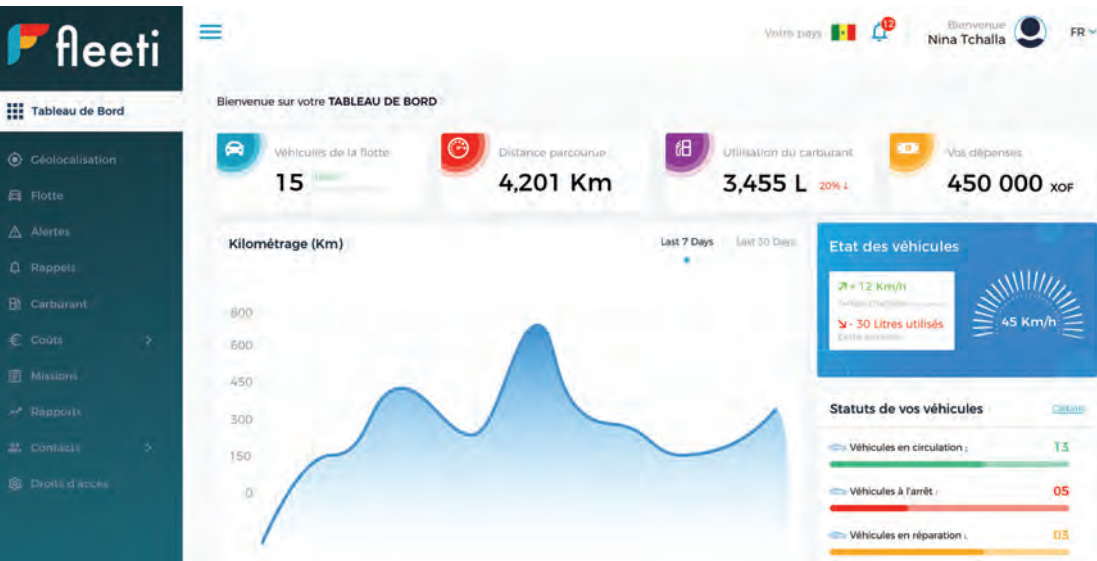 fleeti
Votre pays
12
Bienvenue
Nina Tchalla
FR
Tableau de Bord
Géolocalisation
Flotte
Alertes
Rappels
Carburant
Coûts
Missions
Rapports
Contacts
Droits d'accès
Bienvenue sur votre TABLEAU DE BORD
Véhicules de la flotte
15
Distance parcourue
4,201 Km
Utilisation du carburant
3,455 L 20% ↓
Vos dépenses
450 000 XOF
Kilométrage (Km)
Last 7 Days
Last 30 Days
800
600
450
300
150
0
Etat des véhicules
+ 12 Km/h
- 30 Litres utilisés
Cette semaine
45 Km/h
Statuts de vos véhicules
Détails
Véhicules en circulation :
13
Véhicules à l'arrêt :
05
Véhicules en réparation :
03